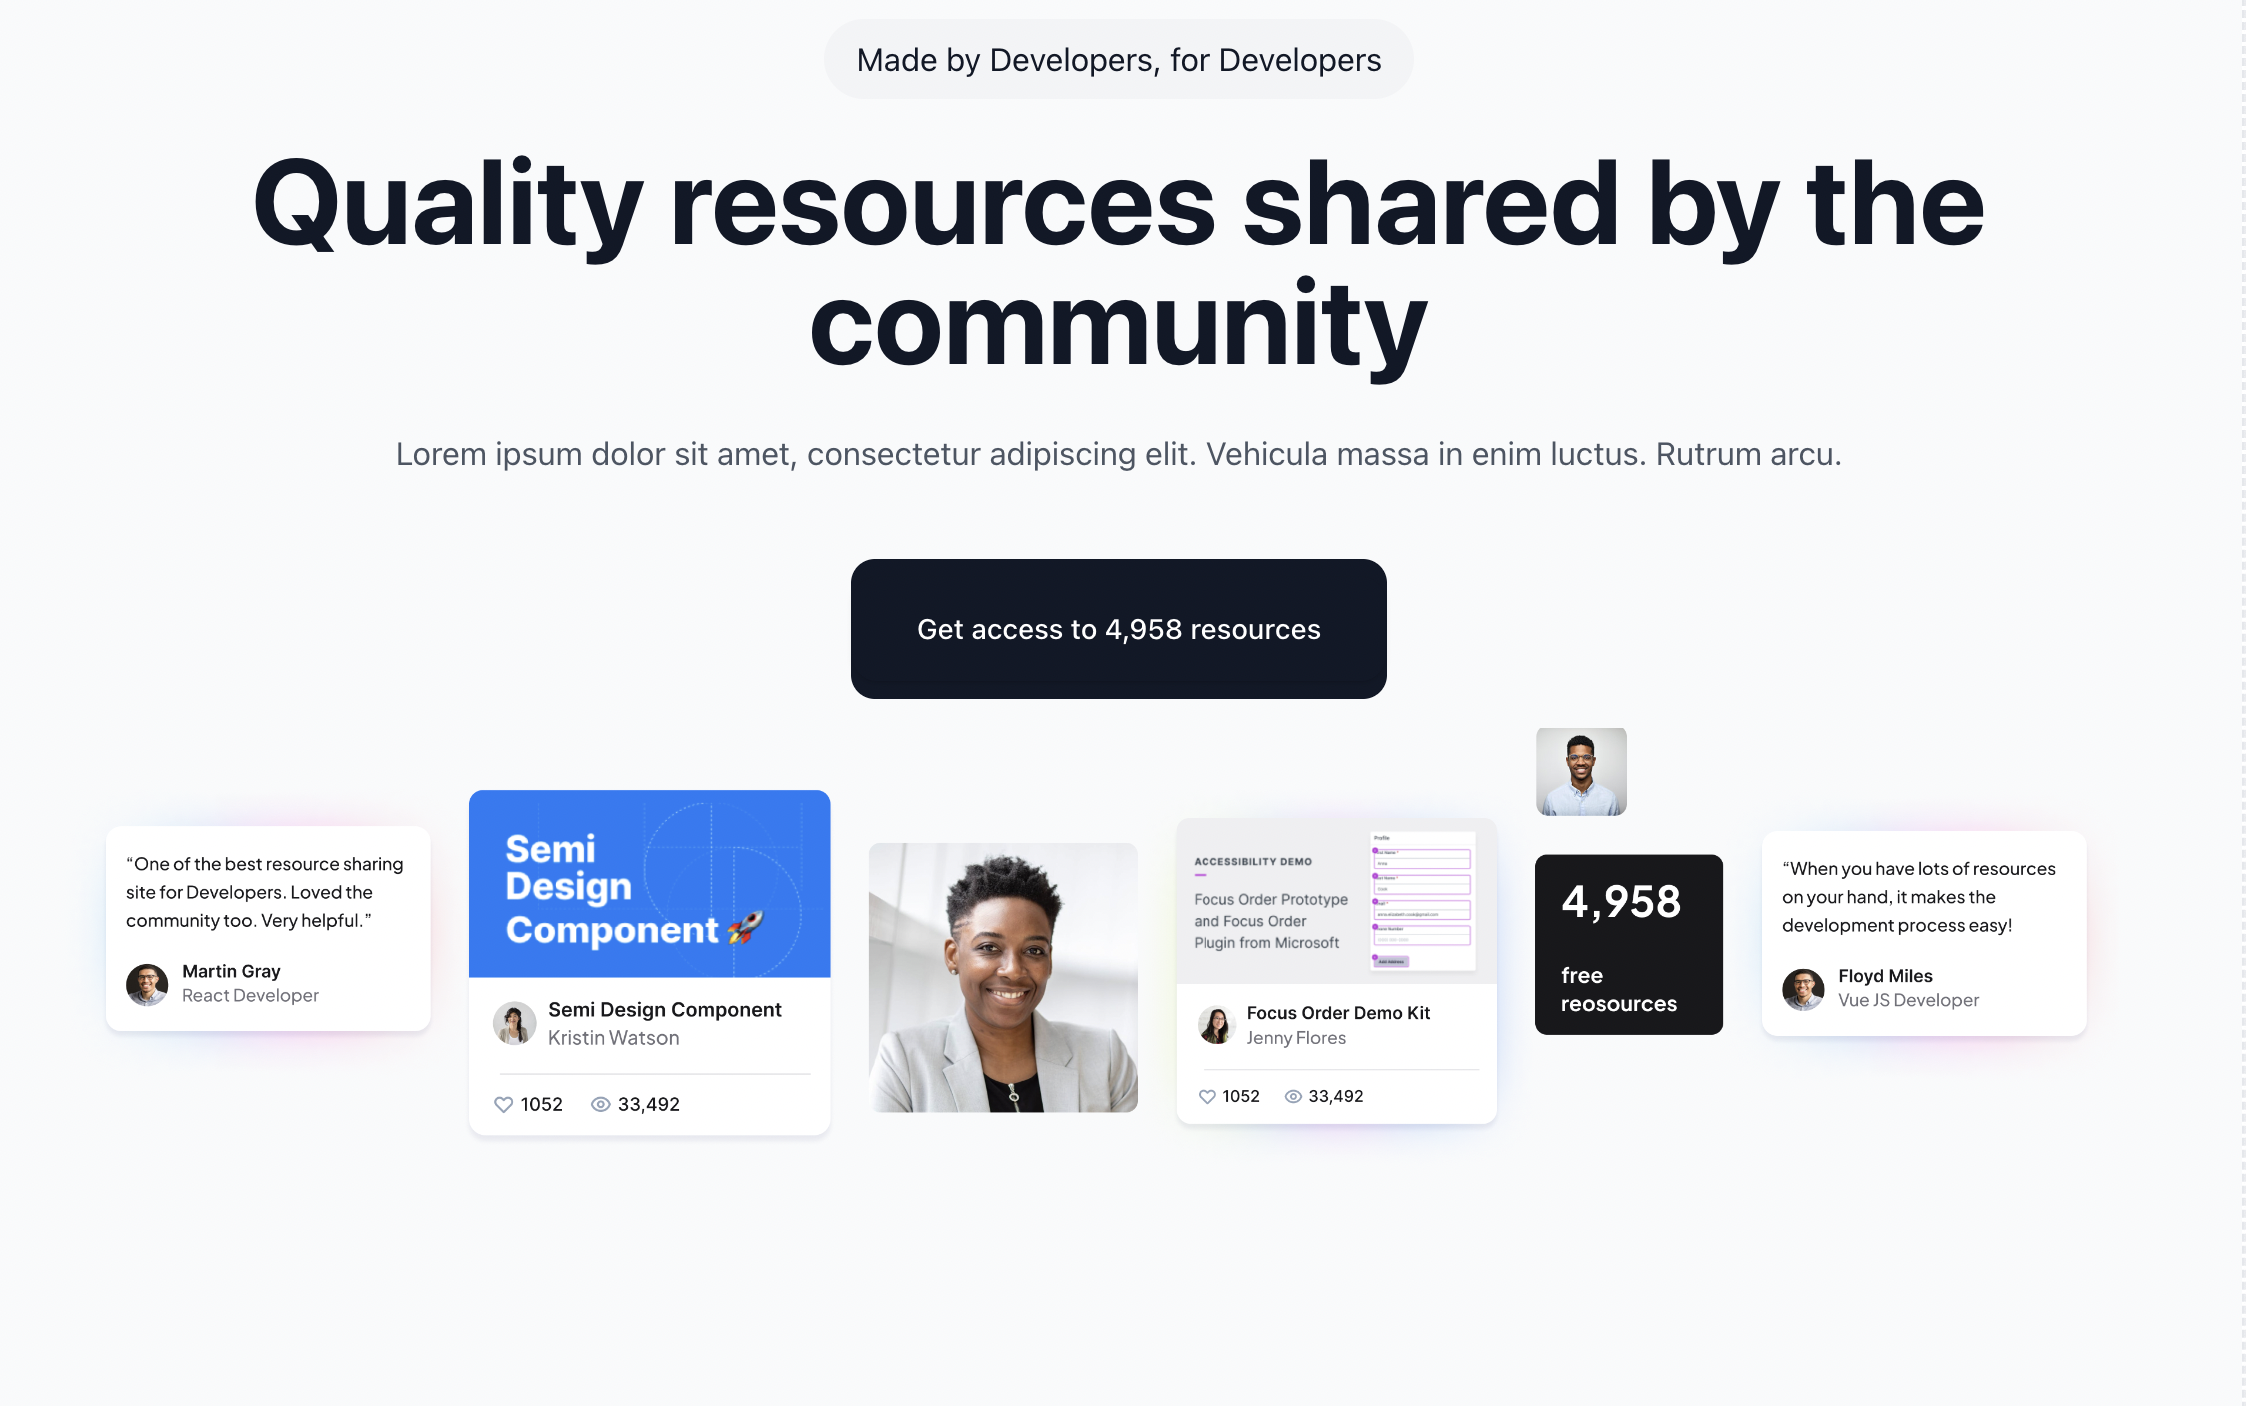 Made by Developers, for Developers
Quality resources shared by the
community
Lorem ipsum dolor sit amet, consectetur adipiscing elit. Vehicula massa in enim luctus. Rutrum arcu.
Get access to 4,958 resources
“One of the best resource sharing
site for Developers. Loved the
community too. Very helpful.”
Martin Gray
React Developer
Semi
Design
Component 🚀
Semi Design Component
Kristin Watson
1052 33,492
ACCESSIBILITY DEMO
Focus Order Prototype
and Focus Order
Plugin from Microsoft
Profile
Focus Order Demo Kit
Jenny Flores
1052 33,492
4,958
free
reosources
“When you have lots of resources
on your hand, it makes the
development process easy!
Floyd Miles
Vue JS Developer